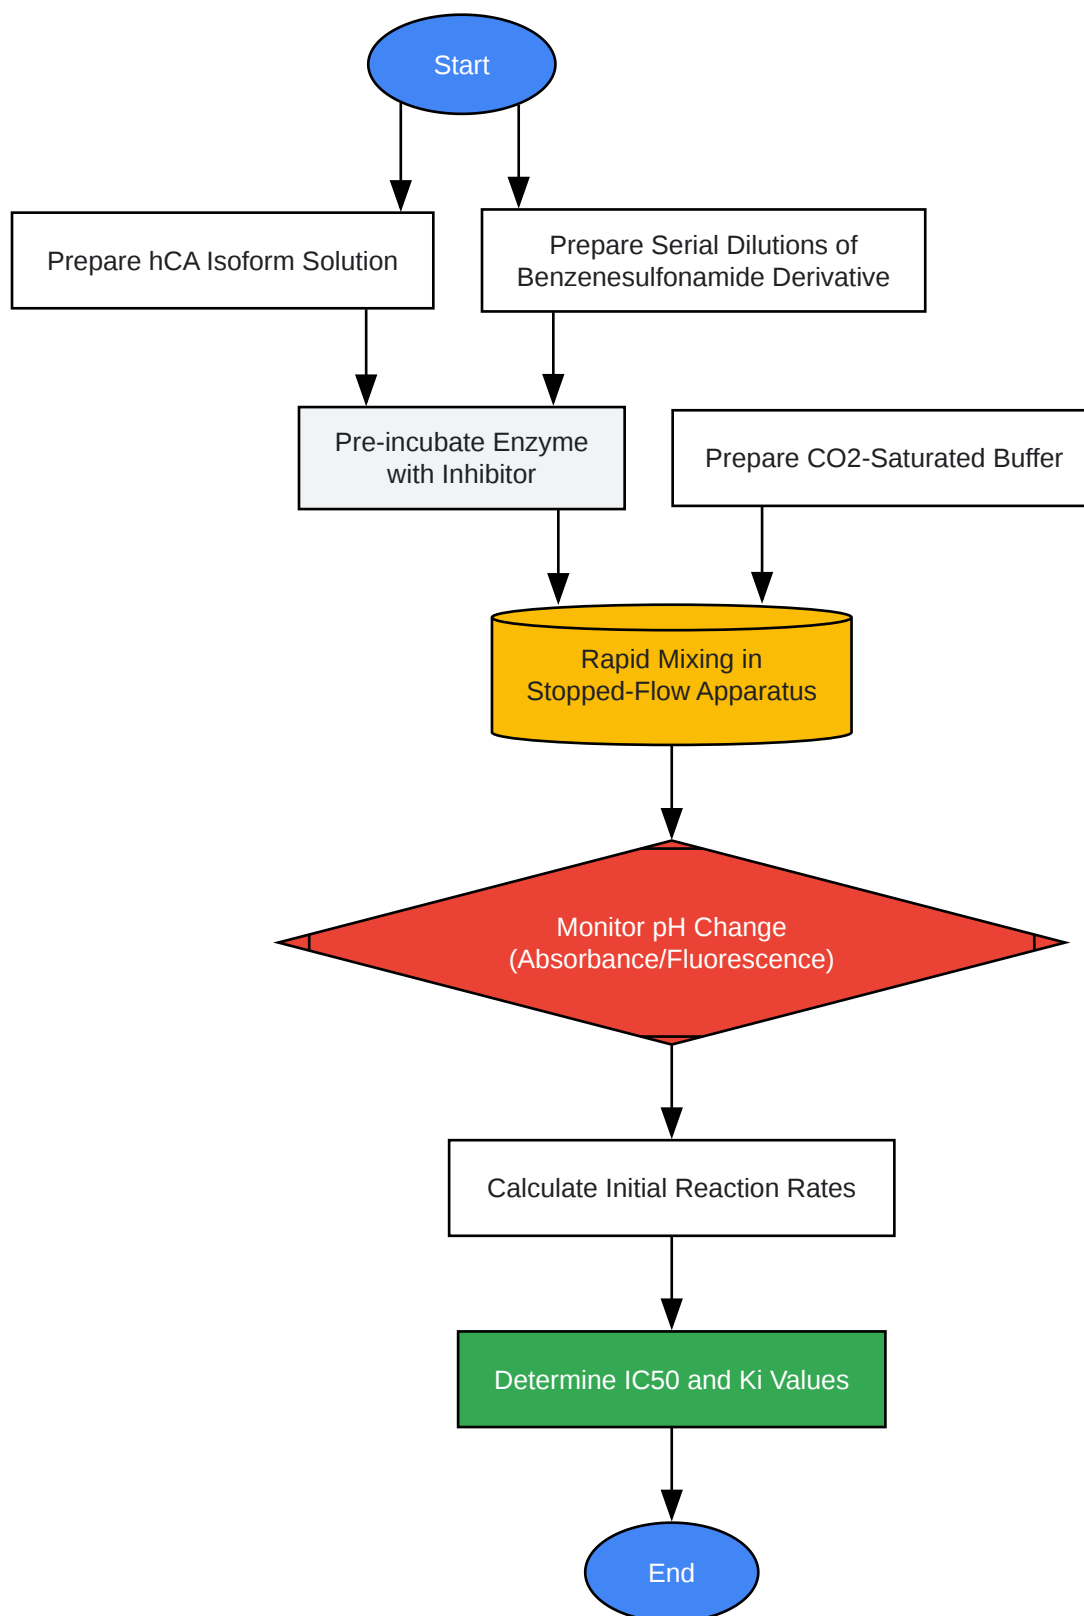 Start
Prepare hCA Isoform Solution
Prepare Serial Dilutions of
Benzenesulfonamide Derivative
Pre-incubate Enzyme
with Inhibitor
Prepare CO2-Saturated Buffer
Rapid Mixing in
Stopped-Flow Apparatus
Monitor pH Change
(Absorbance/Fluorescence)
Calculate Initial Reaction Rates
Determine IC50 and Ki Values
End